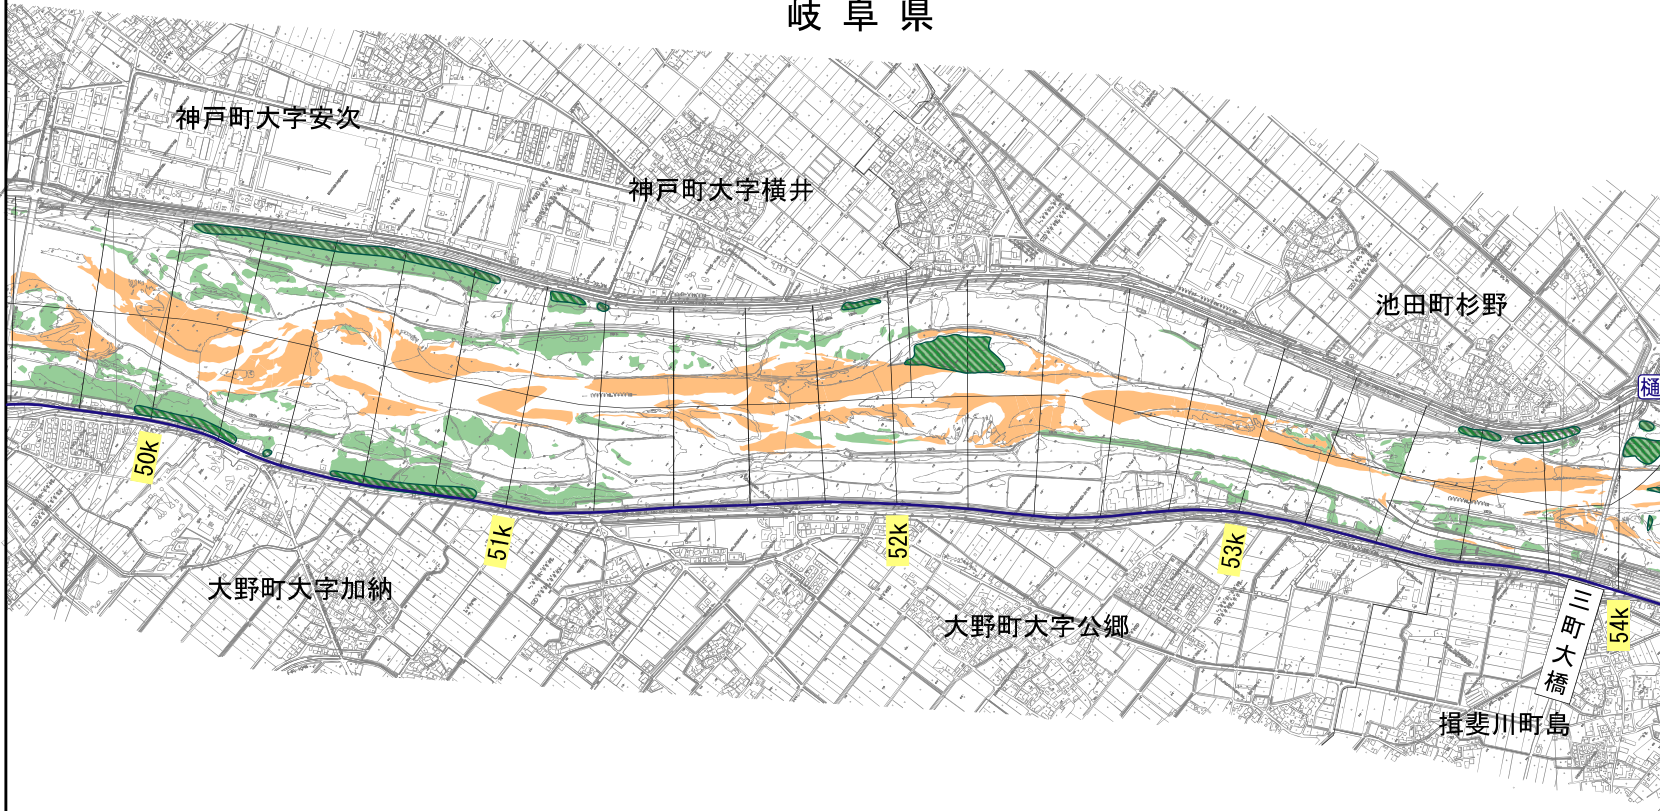 岐阜県
神戸町大字安次
神戸町大字横井
池田町杉野
樋
50k
51k
52k
53k
54k
大野町大字加納
大野町大字公郷
三町大橋
揖斐川町島